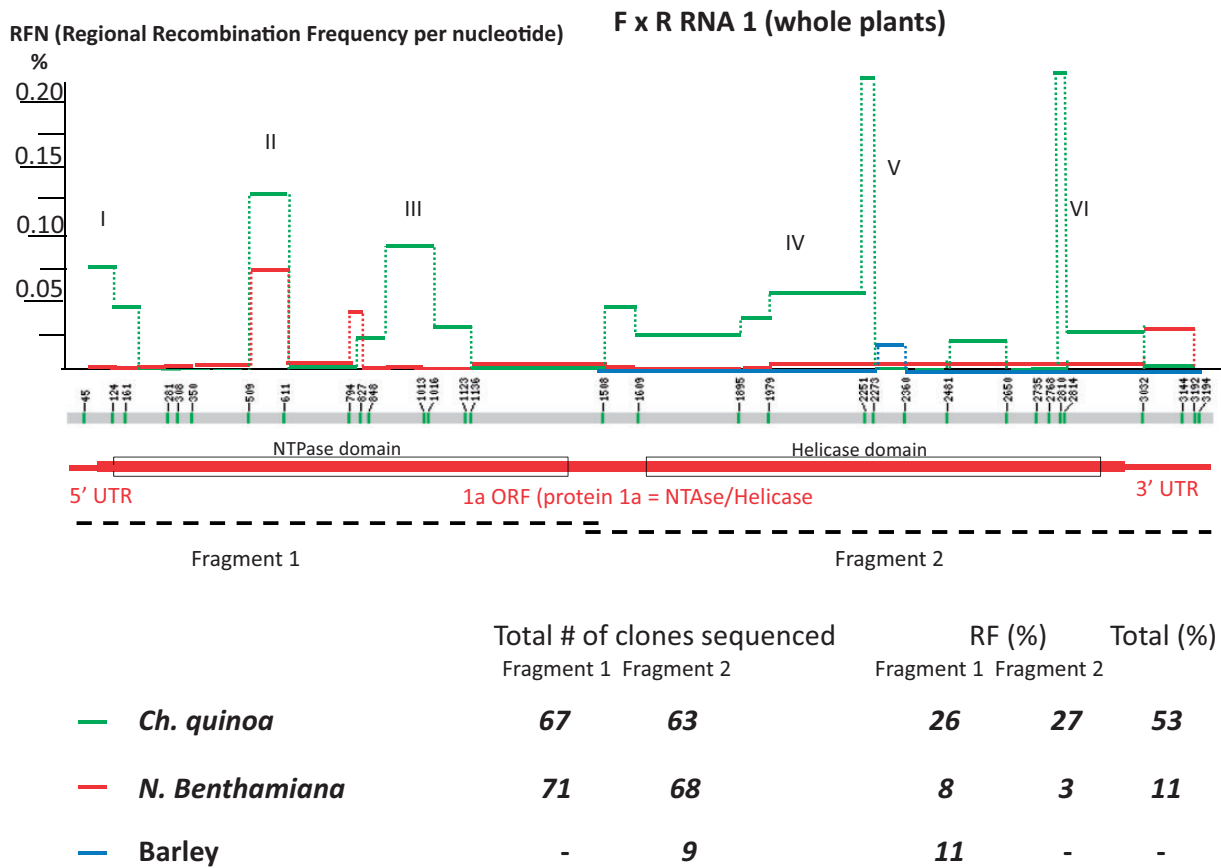 F x R RNA 1 (whole plants)
RFN (Regional Recombination Frequency per nucleotide)
%
0.20
0.15
0.10
0.05
I
II
III
IV
V
VI
45 124 161 281 308 350 509 611 794 827 848 1013 1016 1123 1136 1508 1609 1895 1979 2251 2273 2360 2481 2650 2735 2768 2810 2814 3032 3144 3192 3194
NTPase domain Helicase domain
5' UTR 1a ORF (protein 1a = NTAse/Helicase 3' UTR
Fragment 1 Fragment 2
Total # of clones sequenced RF (%) Total (%)
Fragment 1 Fragment 2 Fragment 1 Fragment 2
Ch. quinoa 67 63 26 27 53
N. Benthamiana 71 68 8 3 11
Barley - 9 11 - -